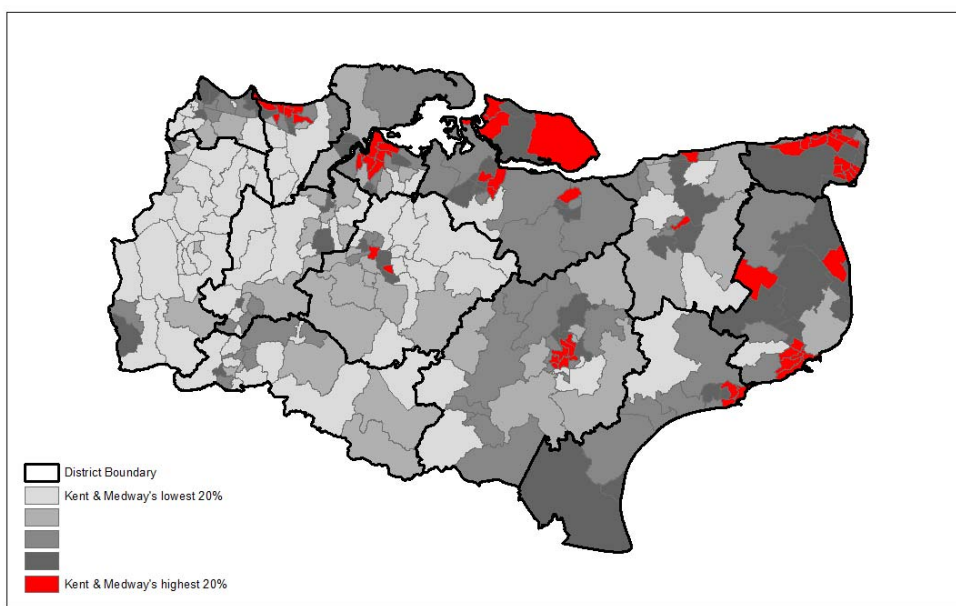 District Boundary
Kent & Medway's lowest 20%
Kent & Medway's highest 20%